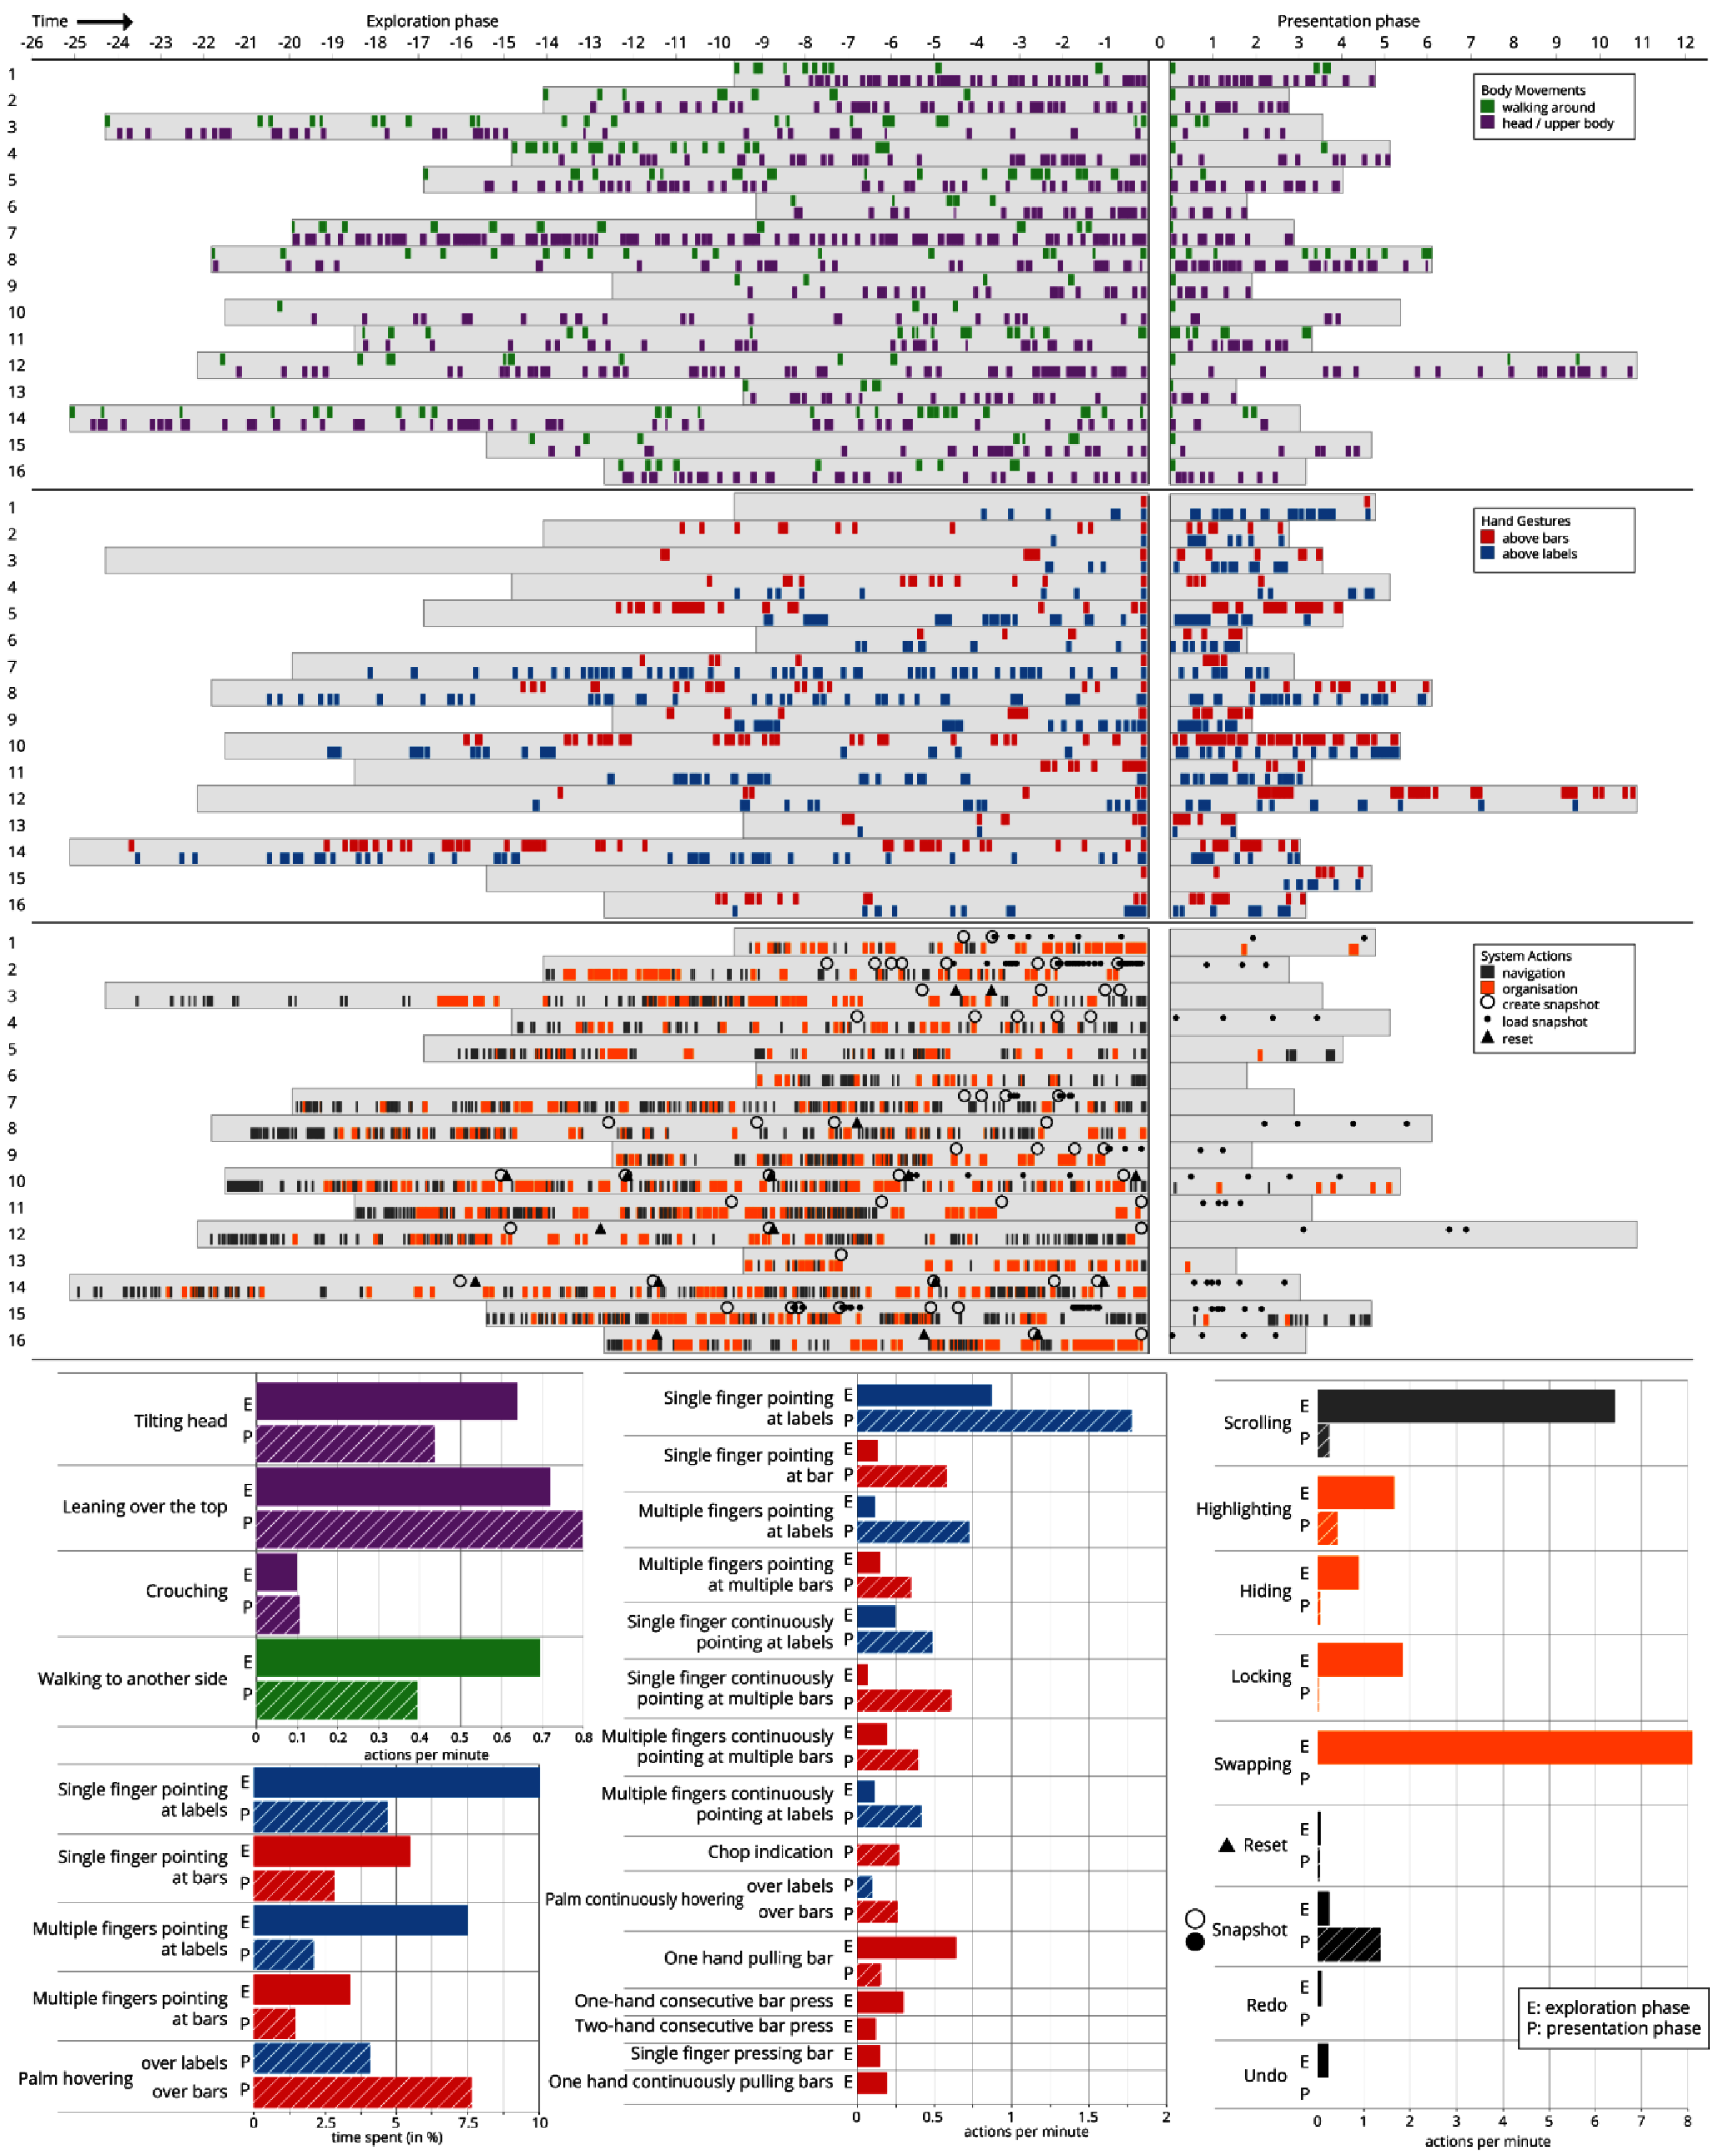 Time
Exploration phase
Presentation phase
-26 -25 -24 -23 -22 -21 -20 -19 -18 -17 -16 -15 -14 -13 -12 -11 -10 -9 -8 -7 -6 -5 -4 -3 -2 -1 0 1 2 3 4 5 6 7 8 9 10 11 12
1
2
3
4
5
6
7
8
9
10
11
12
13
14
15
16
Body Movements
walking around
head / upper body
1
2
3
4
5
6
7
8
9
10
11
12
13
14
15
16
Hand Gestures
above bars
above labels
1
2
3
4
5
6
7
8
9
10
11
12
13
14
15
16
System Actions
navigation
organisation
create snapshot
load snapshot
reset
Tilting head
E
P
Leaning over the top
E
P
Crouching
E
P
Walking to another side
E
P
0 0.1 0.2 0.3 0.4 0.5 0.6 0.7 0.8
actions per minute
Single finger pointing
at labels
E
P
Single finger pointing
at bars
E
P
Multiple fingers pointing
at labels
E
P
Multiple fingers pointing
at bars
E
P
Palm hovering
over labels P
over bars P
0 2.5 5 7.5 10
time spent (in %)
Single finger pointing
at labels
E
P
Single finger pointing
at bar
E
P
Multiple fingers pointing
at labels
E
P
Multiple fingers pointing
at multiple bars
E
P
Single finger continuously
pointing at labels
E
P
Single finger continuously
pointing at multiple bars
E
P
Multiple fingers continuously
pointing at multiple bars
E
P
Multiple fingers continuously
pointing at labels
E
P
Chop indication P
Palm continuously hovering
over labels P
over bars P
One hand pulling bar
E
P
One-hand consecutive bar press E
Two-hand consecutive bar press E
Single finger pressing bar E
One hand continuously pulling bars E
0 0.5 1 1.5 2
actions per minute
Scrolling
E
P
Highlighting
E
P
Hiding
E
P
Locking
E
P
Swapping
E
P
Reset
E
P
Snapshot
E
P
Redo
E
P
Undo
E
P
0 1 2 3 4 5 6 7 8
actions per minute
E: exploration phase
P: presentation phase